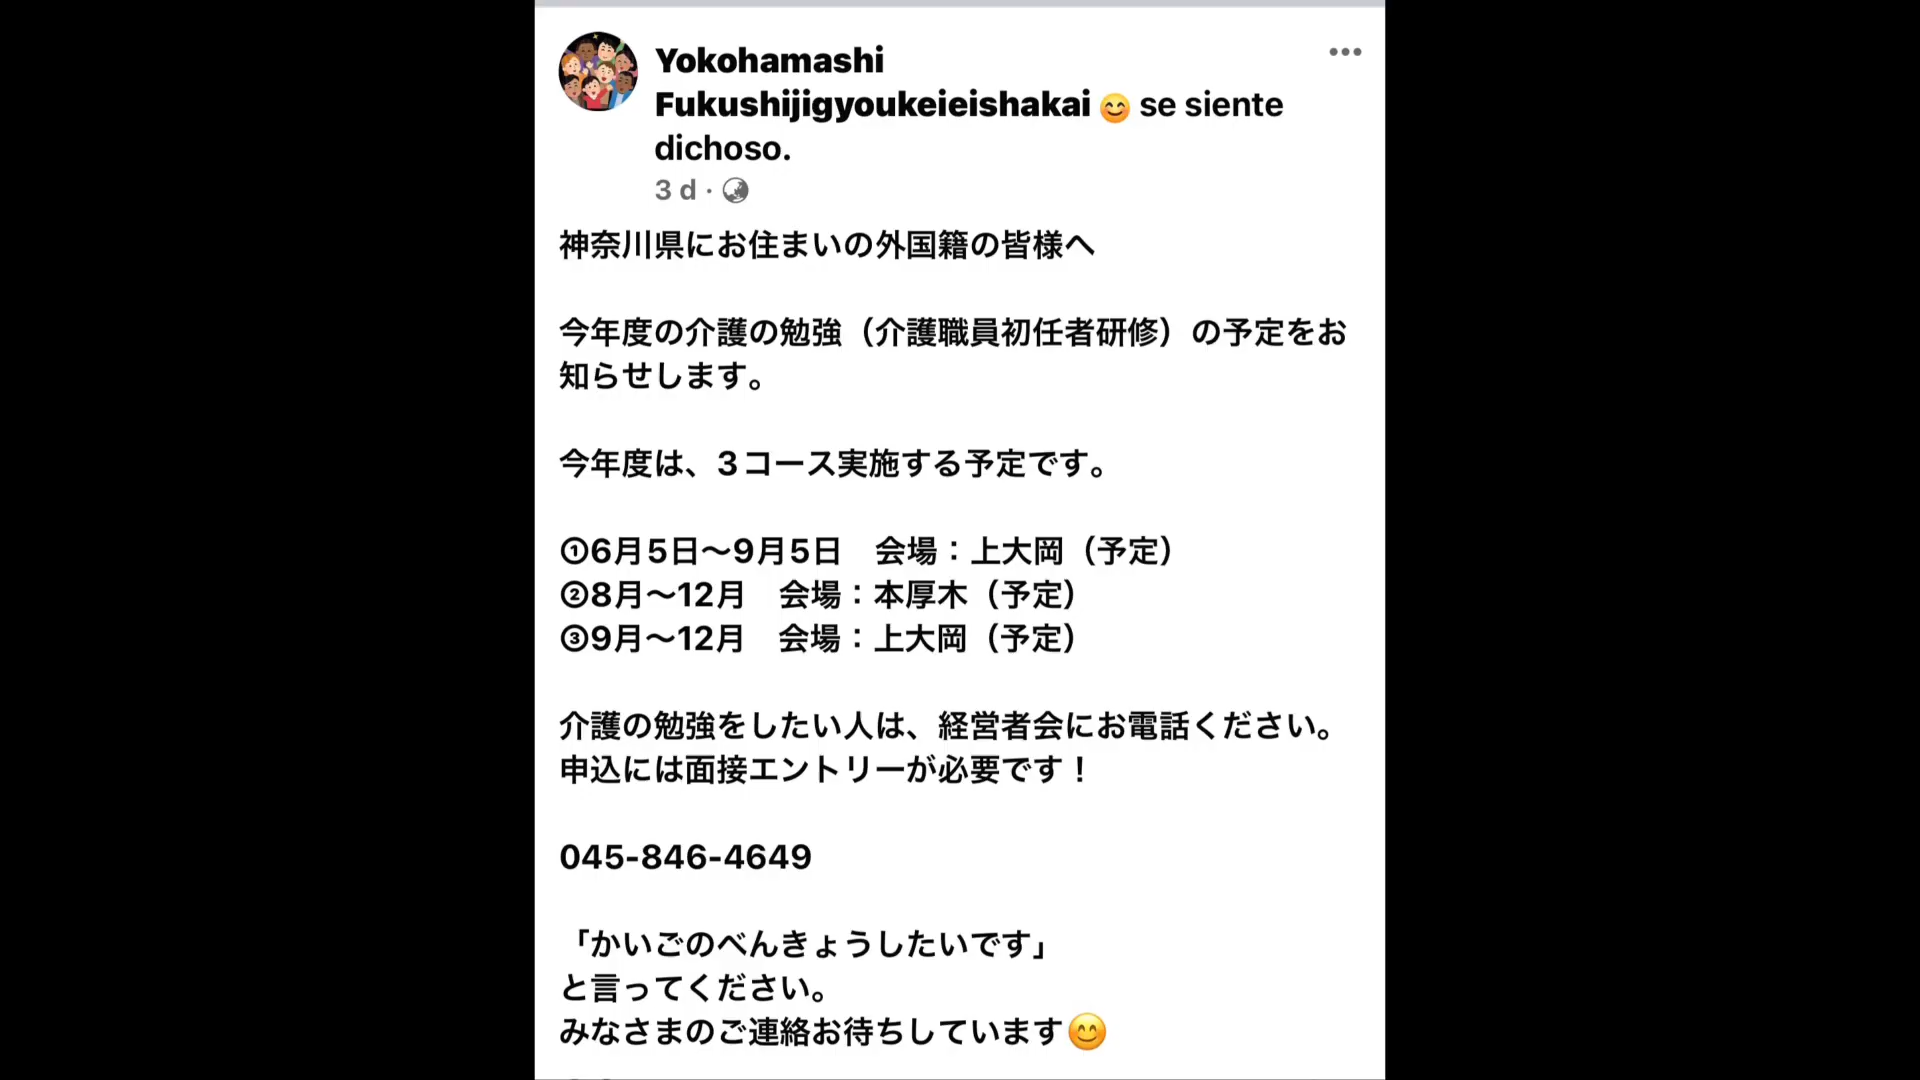 Yokohamashi
Fukushijigyoukeieishakai 😊 se siente
dichoso.
3 d ·
神奈川県にお住まいの外国籍の皆様へ
今年度の介護の勉強（介護職員初任者研修）の予定をお
知らせします。
今年度は、３コース実施する予定です。
①6月5日〜9月5日　会場：上大岡（予定）
②8月〜12月　会場：本厚木（予定）
③9月〜12月　会場：上大岡（予定）
介護の勉強をしたい人は、経営者会にお電話ください。
申込には面接エントリーが必要です！
045-846-4649
「かいごのべんきょうしたいです」
と言ってください。
みなさまのご連絡お待ちしています😊